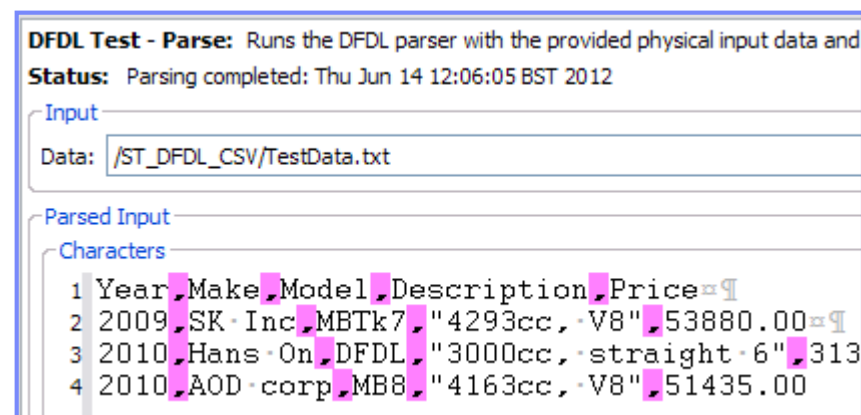 DFDL Test - Parse: Runs the DFDL parser with the provided physical input data and
Status: Parsing completed: Thu Jun 14 12:06:05 BST 2012
Input
Data: /ST_DFDL_CSV/TestData.txt
Parsed Input
Characters
1 Year,Make,Model,Description,Price¤¶
2 2009,SK·Inc,MBTk7,"4293cc,·V8",53880.00¤¶
3 2010,Hans·On,DFDL,"3000cc,·straight·6",313
4 2010,AOD·corp,MB8,"4163cc,·V8",51435.00